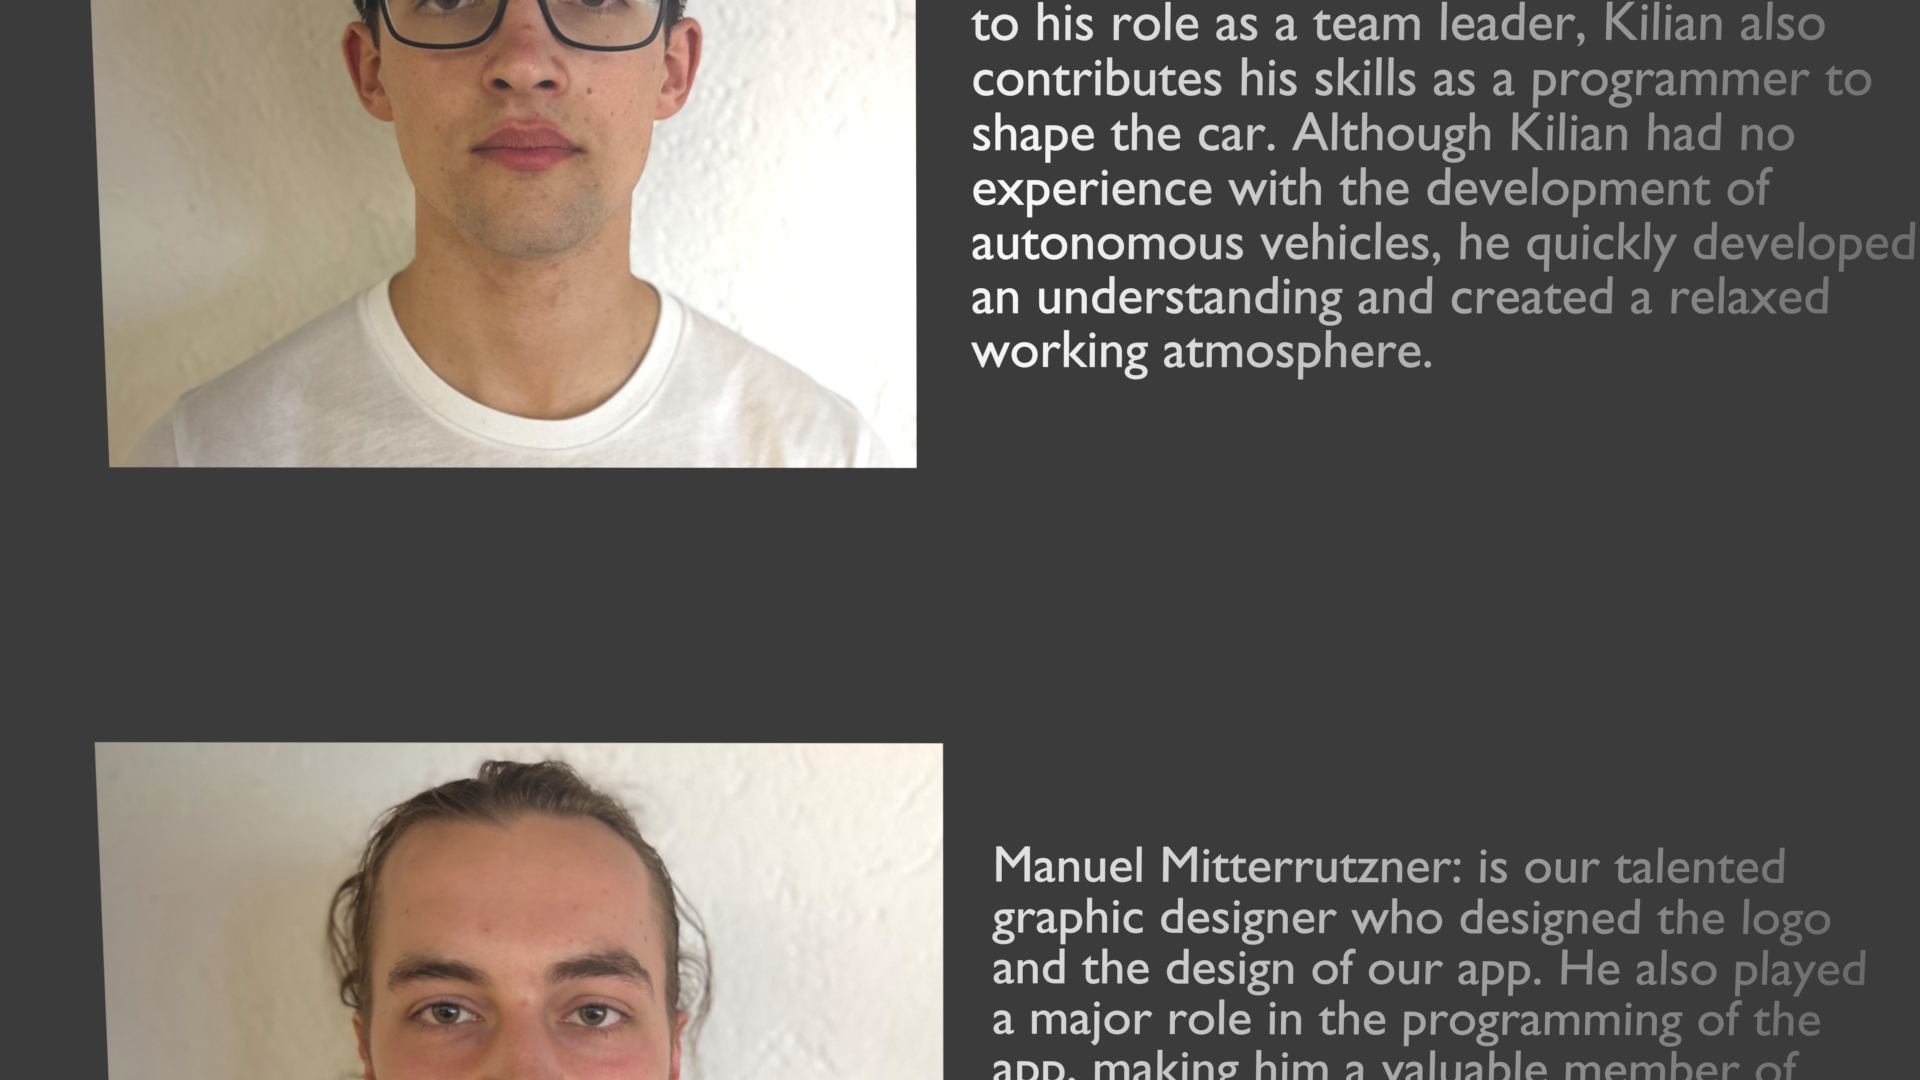 to his role as a team leader, Kilian also
contributes his skills as a programmer to
shape the car. Although Kilian had no
experience with the development of
autonomous vehicles, he quickly developed
an understanding and created a relaxed
working atmosphere.
Manuel Mitterrutzner: is our talented
graphic designer who designed the logo
and the design of our app. He also played
a major role in the programming of the
app, making him a valuable member of